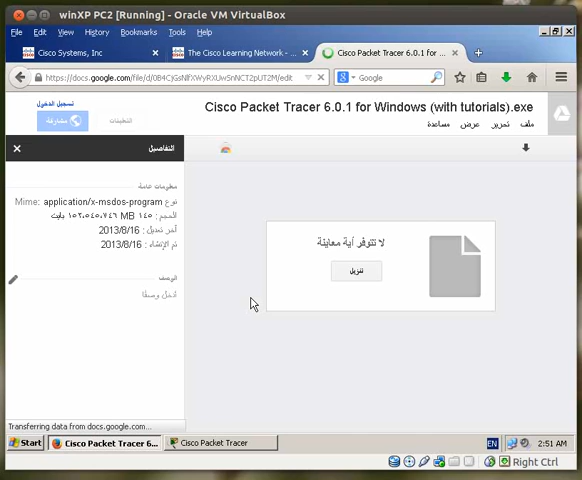 winXP PC2 [Running] - Oracle VM VirtualBox
File Edit View History Bookmarks Tools Help
Cisco Systems, Inc
The Cisco Learning Network - ...
Cisco Packet Tracer 6.0.1 for ...
https://docs.google.com/file/d/0B4CJGsNlfXWyRXUwSnNCT2pUT2M/edit
Google
تسجيل الدخول
Cisco Packet Tracer 6.0.1 for Windows (with tutorials).exe
مشاركة
التعليقات
ملف تحرير عرض مساعدة
التفاصيل
معلومات عامة
نوع Mime: application/x-msdos-program
الحجم : ١٤٥ MB ١٥٢،٥٤٥،٧٤٦ بايت
آخر تعديل : 2013/8/16
تم الإنشاء : 2013/8/16
الوصف
أدخل وصفًا
لا تتوفر أية معاينة
تنزيل
Transferring data from docs.google.com...
Start
Cisco Packet Tracer 6...
Cisco Packet Tracer
EN
2:51 AM
Right Ctrl